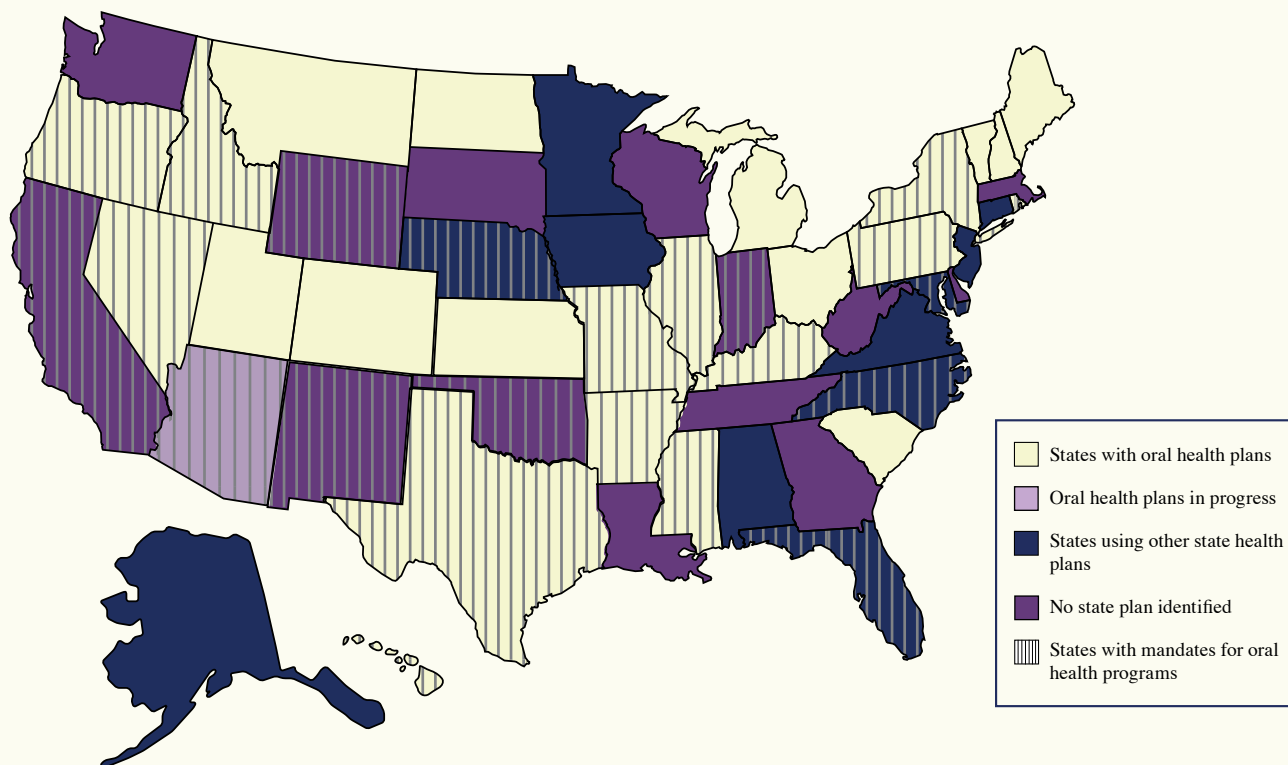 States with oral health plans
Oral health plans in progress
States using other state health
plans
No state plan identified
States with mandates for oral
health programs